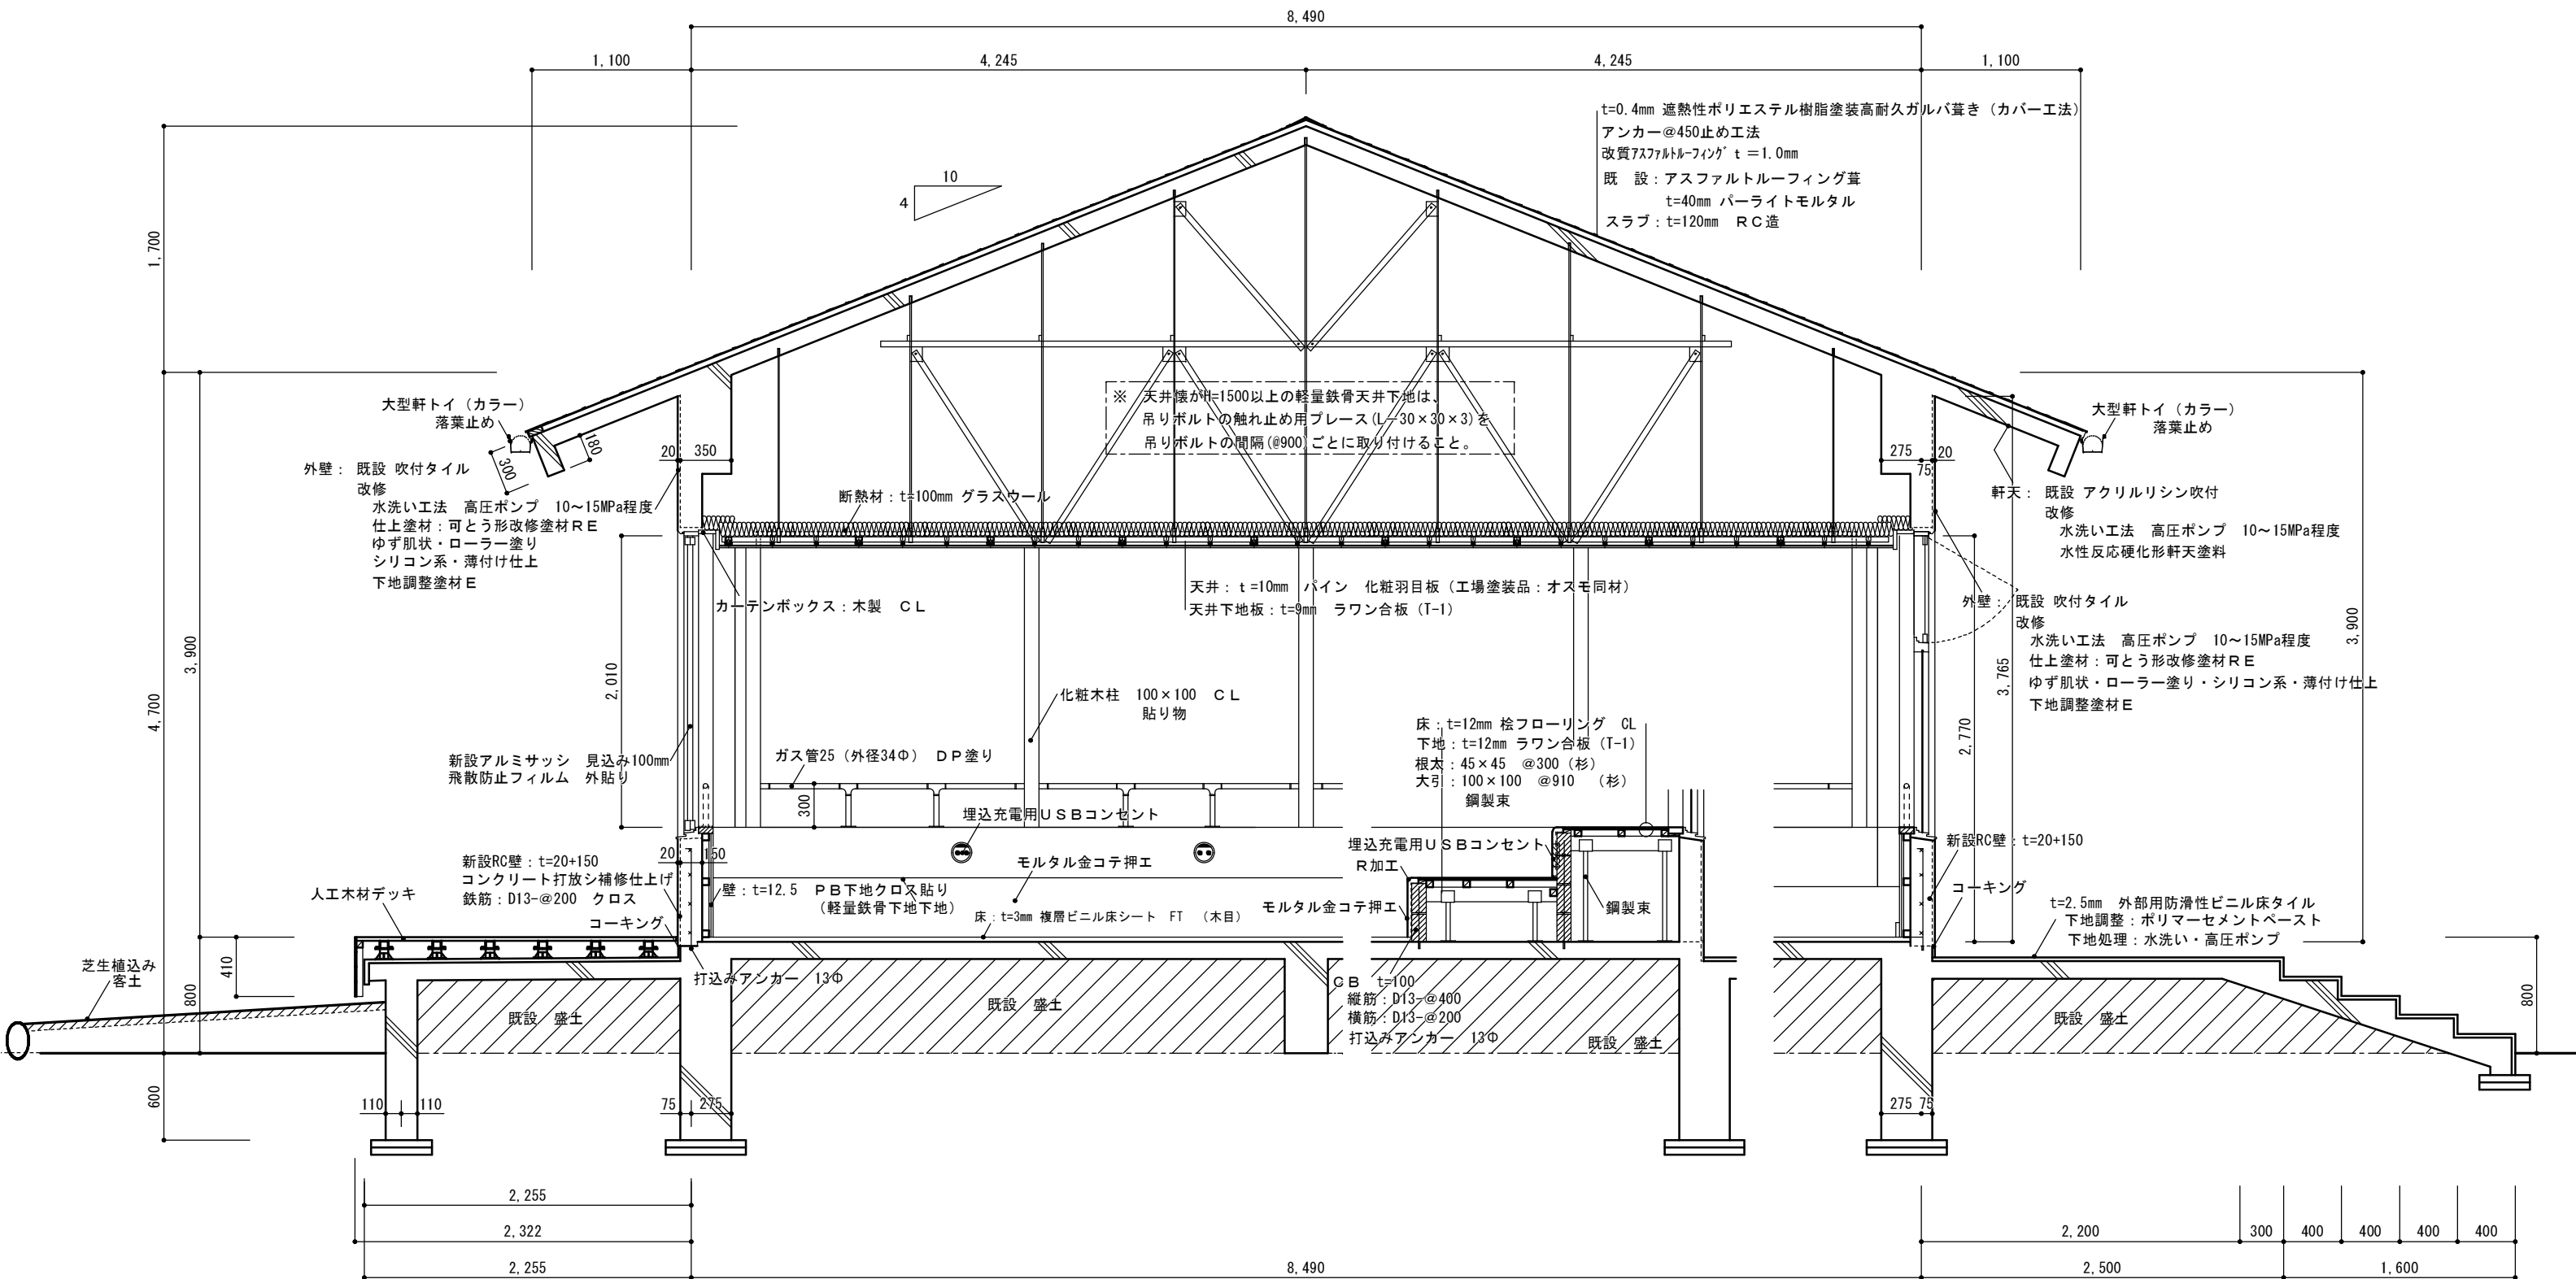 8,490
1,100
4,245
4,245
1,100
t=0.4mm 遮熱性ポリエステル樹脂塗装高耐久ガルバ葺き（カバー工法）
アンカー@450止め工法
改質ｱｽﾌｧﾙﾄﾙｰﾌｨﾝｸﾞ t＝1.0mm
既　設：アスファルトルーフィング葺
t=40mm パーライトモルタル
スラブ：t=120mm　ＲＣ造
10
4
1,700
大型軒トイ（カラー）
落葉止め
180
300
20
350
※　天井懐がH=1500以上の軽量鉄骨天井下地は、
吊りボルトの触れ止め用ブレース(L-30×30×3)を
吊りボルトの間隔(@900)ごとに取り付けること。
275
20
75
大型軒トイ（カラー）
落葉止め
外壁： 既設 吹付タイル
改修
水洗い工法　高圧ポンプ　10～15MPa程度
仕上塗材：可とう形改修塗材ＲＥ
ゆず肌状・ローラー塗り
シリコン系・薄付け仕上
下地調整塗材Ｅ
断熱材：t=100mm グラスウール
軒天： 既設 アクリルリシン吹付
改修
水洗い工法　高圧ポンプ　10～15MPa程度
水性反応硬化形軒天塗料
天井：ｔ=10mm　パイン　化粧羽目板（工場塗装品：オスモ同材）
天井下地板：t=9mm　ラワン合板（T-1）
カーテンボックス：木製　ＣＬ
外壁： 既設 吹付タイル
改修
水洗い工法　高圧ポンプ　10～15MPa程度
仕上塗材：可とう形改修塗材ＲＥ
ゆず肌状・ローラー塗り・シリコン系・薄付け仕上
下地調整塗材Ｅ
3,900
4,700
2,010
3,765
2,770
3,900
化粧木柱　100×100　ＣＬ
貼り物
床：t=12mm 桧フローリング　CL
下地：t=12mm ラワン合板（T-1）
根太：45×45　@300（杉）
大引：100×100　@910　（杉）
鋼製束
新設アルミサッシ　見込み100mm
飛散防止フィルム　外貼り
ガス管25（外径34Φ）　ＤＰ塗り
300
埋込充電用ＵＳＢコンセント
埋込充電用ＵＳＢコンセント
R加工
20
150
新設RC壁：t=20+150
コンクリート打放シ補修仕上げ
鉄筋：D13-@200　クロス
コーキング
人工木材デッキ
モルタル金コテ押エ
壁：t=12.5　ＰＢ下地クロス貼り
（軽量鉄骨下地下地）
床：t=3mm 複層ビニル床シート　FT　（木目）
モルタル金コテ押エ
鋼製束
新設RC壁：t=20+150
コーキング
t=2.5mm　外部用防滑性ビニル床タイル
下地調整：ポリマーセメントペースト
下地処理：水洗い・高圧ポンプ
芝生植込み
客土
410
800
打込みアンカー　13Φ
既設　盛土
既設　盛土
ＣＢ　t=100
縦筋：D13-@400
横筋：D13-@200
打込みアンカー　13Φ
既設　盛土
既設　盛土
800
600
110
110
75
275
275
75
2,255
2,322
2,200
300
400
400
400
400
2,255
8,490
2,500
1,600